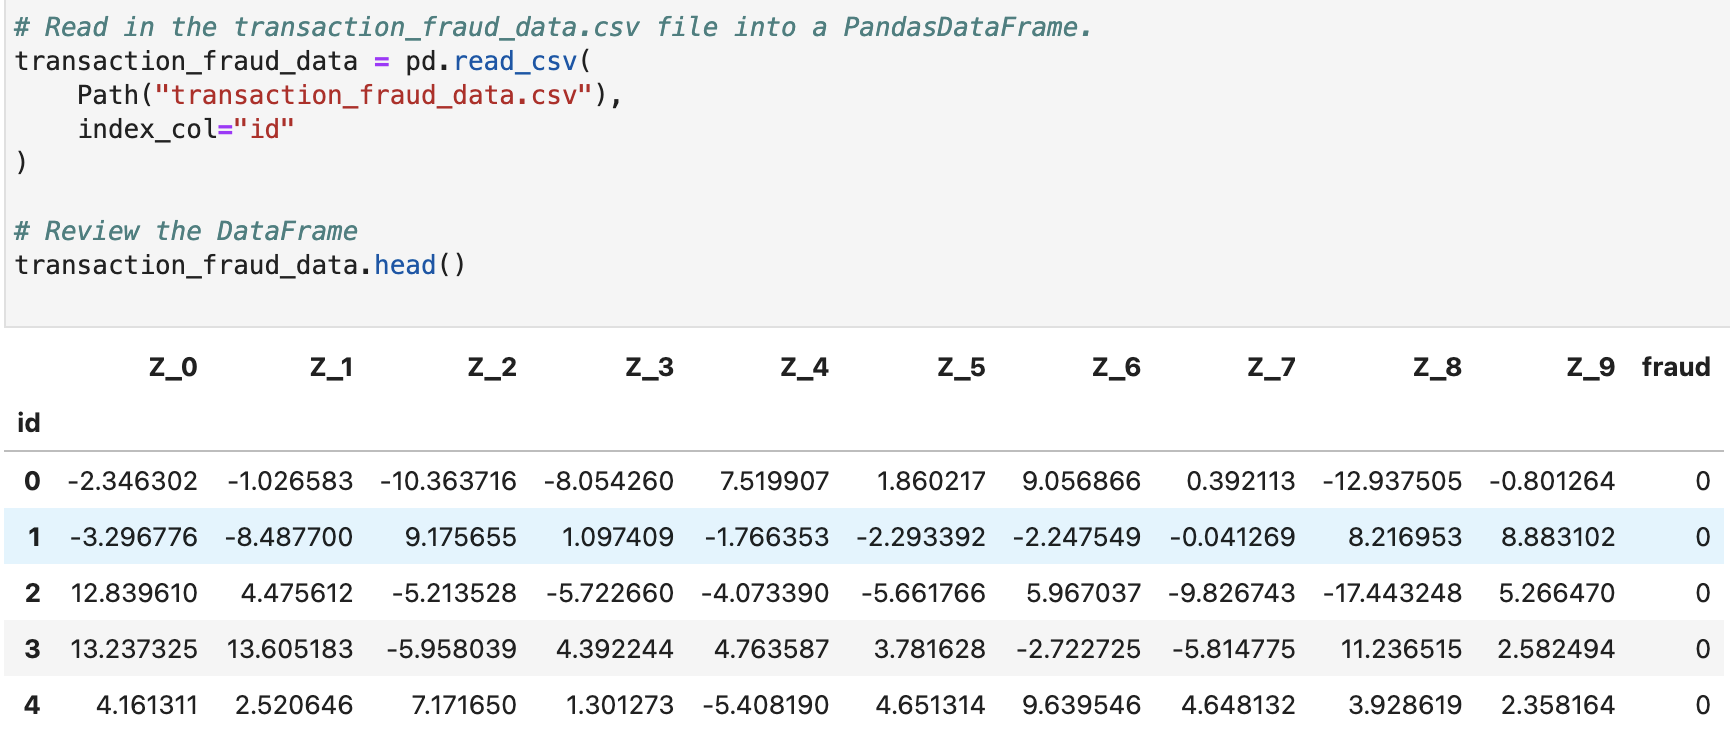 # Read in the transaction_fraud_data.csv file into a PandasDataFrame.
transaction_fraud_data = pd.read_csv(
    Path("transaction_fraud_data.csv"),
    index_col="id"
)
# Review the DataFrame
transaction_fraud_data.head()
Z_0 Z_1 Z_2 Z_3 Z_4 Z_5 Z_6 Z_7 Z_8 Z_9 fraud
id
0 -2.346302 -1.026583 -10.363716 -8.054260 7.519907 1.860217 9.056866 0.392113 -12.937505 -0.801264 0
1 -3.296776 -8.487700 9.175655 1.097409 -1.766353 -2.293392 -2.247549 -0.041269 8.216953 8.883102 0
2 12.839610 4.475612 -5.213528 -5.722660 -4.073390 -5.661766 5.967037 -9.826743 -17.443248 5.266470 0
3 13.237325 13.605183 -5.958039 4.392244 4.763587 3.781628 -2.722725 -5.814775 11.236515 2.582494 0
4 4.161311 2.520646 7.171650 1.301273 -5.408190 4.651314 9.639546 4.648132 3.928619 2.358164 0